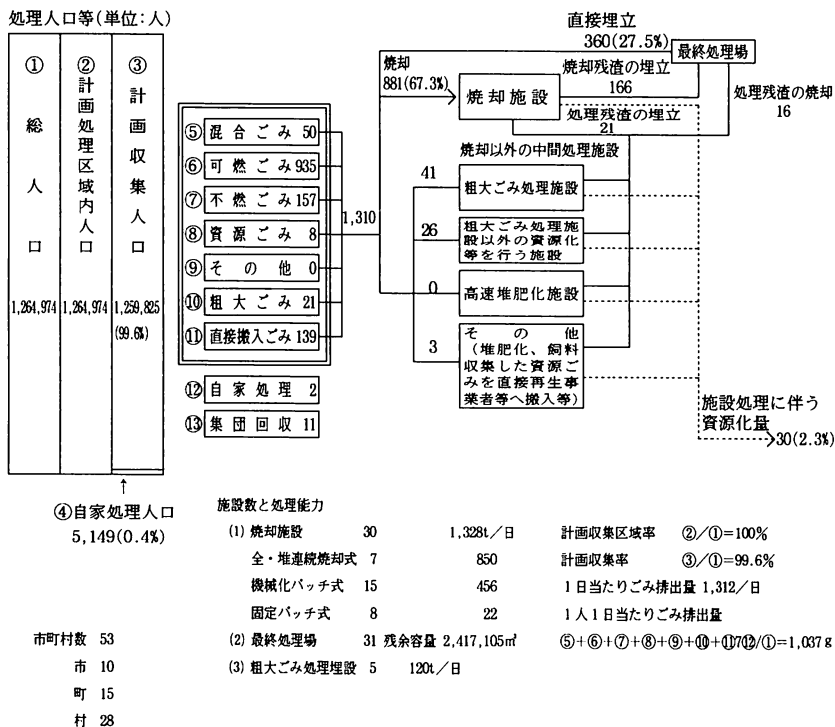 処理人口等(単位:人)
① 総人口
② 計画処理区域内人口
③ 計画収集人口
1,264,974
1,264,974
1,259,825
(99.6%)
↑
④自家処理人口
5,149(0.4%)
⑤ 混合ごみ 50
⑥ 可燃ごみ 935
⑦ 不燃ごみ 157
⑧ 資源ごみ 8
⑨ その他 0
⑩ 粗大ごみ 21
⑪ 直接搬入ごみ 139
⑫ 自家処理 2
⑬ 集団回収 11
1,310
直接埋立
360(27.5%)
最終処理場
焼却
881(67.3%)
焼却施設
焼却残渣の埋立
166
処理残渣の焼却
16
処理残渣の埋立
21
焼却以外の中間処理施設
41
粗大ごみ処理施設
26
粗大ごみ処理施
設以外の資源化
等を行う施設
0
高速堆肥化施設
3
その他
(堆肥化、飼料
収集した資源ご
みを直接再生事
業者等へ搬入等)
施設処理に伴う
資源化量
30(2.3%)
施設数と処理能力
(1) 焼却施設 30 1,328t/日 計画収集区域率 ②/①=100%
全・堆連続焼却式 7 850 計画収集率 ③/①=99.6%
機械化バッチ式 15 456 1日当たりごみ排出量 1,312/日
固定バッチ式 8 22 1人1日当たりごみ排出量
(2) 最終処理場 31 残余容量 2,417,105㎥ ⑤+⑥+⑦+⑧+⑨+⑩+⑪⑫/①=1,037g
(3) 粗大ごみ処理埋設 5 120t/日
市町村数 53
市 10
町 15
村 28